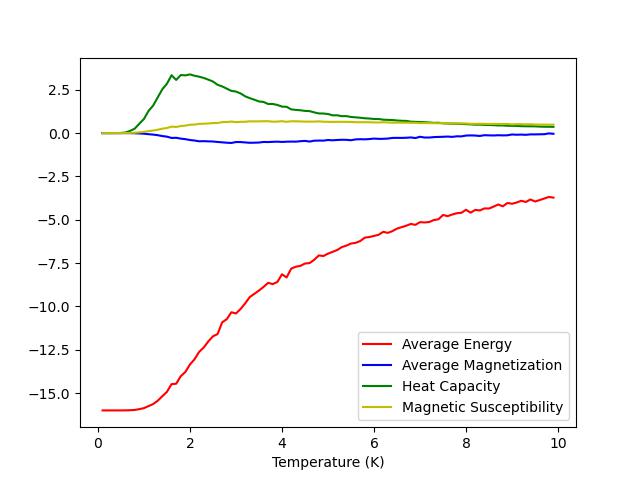 2.5
0.0
−2.5
−5.0
−7.5
−10.0
−12.5
−15.0
Average Energy
Average Magnetization
Heat Capacity
Magnetic Susceptibility
0 2 4 6 8 10
Temperature (K)